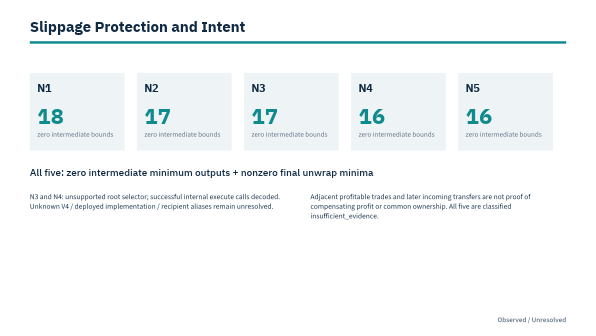 Slippage Protection and Intent
N1
18
zero intermediate bounds
N2
17
zero intermediate bounds
N3
17
zero intermediate bounds
N4
16
zero intermediate bounds
N5
16
zero intermediate bounds
All five: zero intermediate minimum outputs + nonzero final unwrap minima
N3 and N4: unsupported root selector; successful internal execute calls decoded.
Unknown V4 / deployed implementation / recipient aliases remain unresolved.
Adjacent profitable trades and later incoming transfers are not proof of
compensating profit or common ownership. All five are classified
insufficient_evidence.
Observed / Unresolved